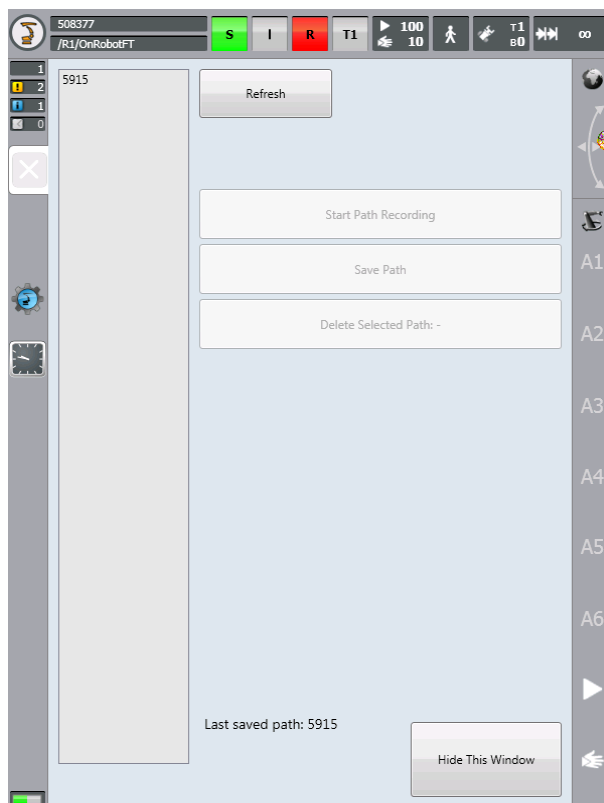 508377
/R1/OnRobotFT
S I R T1
100
10
T1
B0
∞
1
2
1
0
5915
Refresh
Start Path Recording
Save Path
Delete Selected Path: -
A1
A2
A3
A4
A5
A6
Last saved path: 5915
Hide This Window